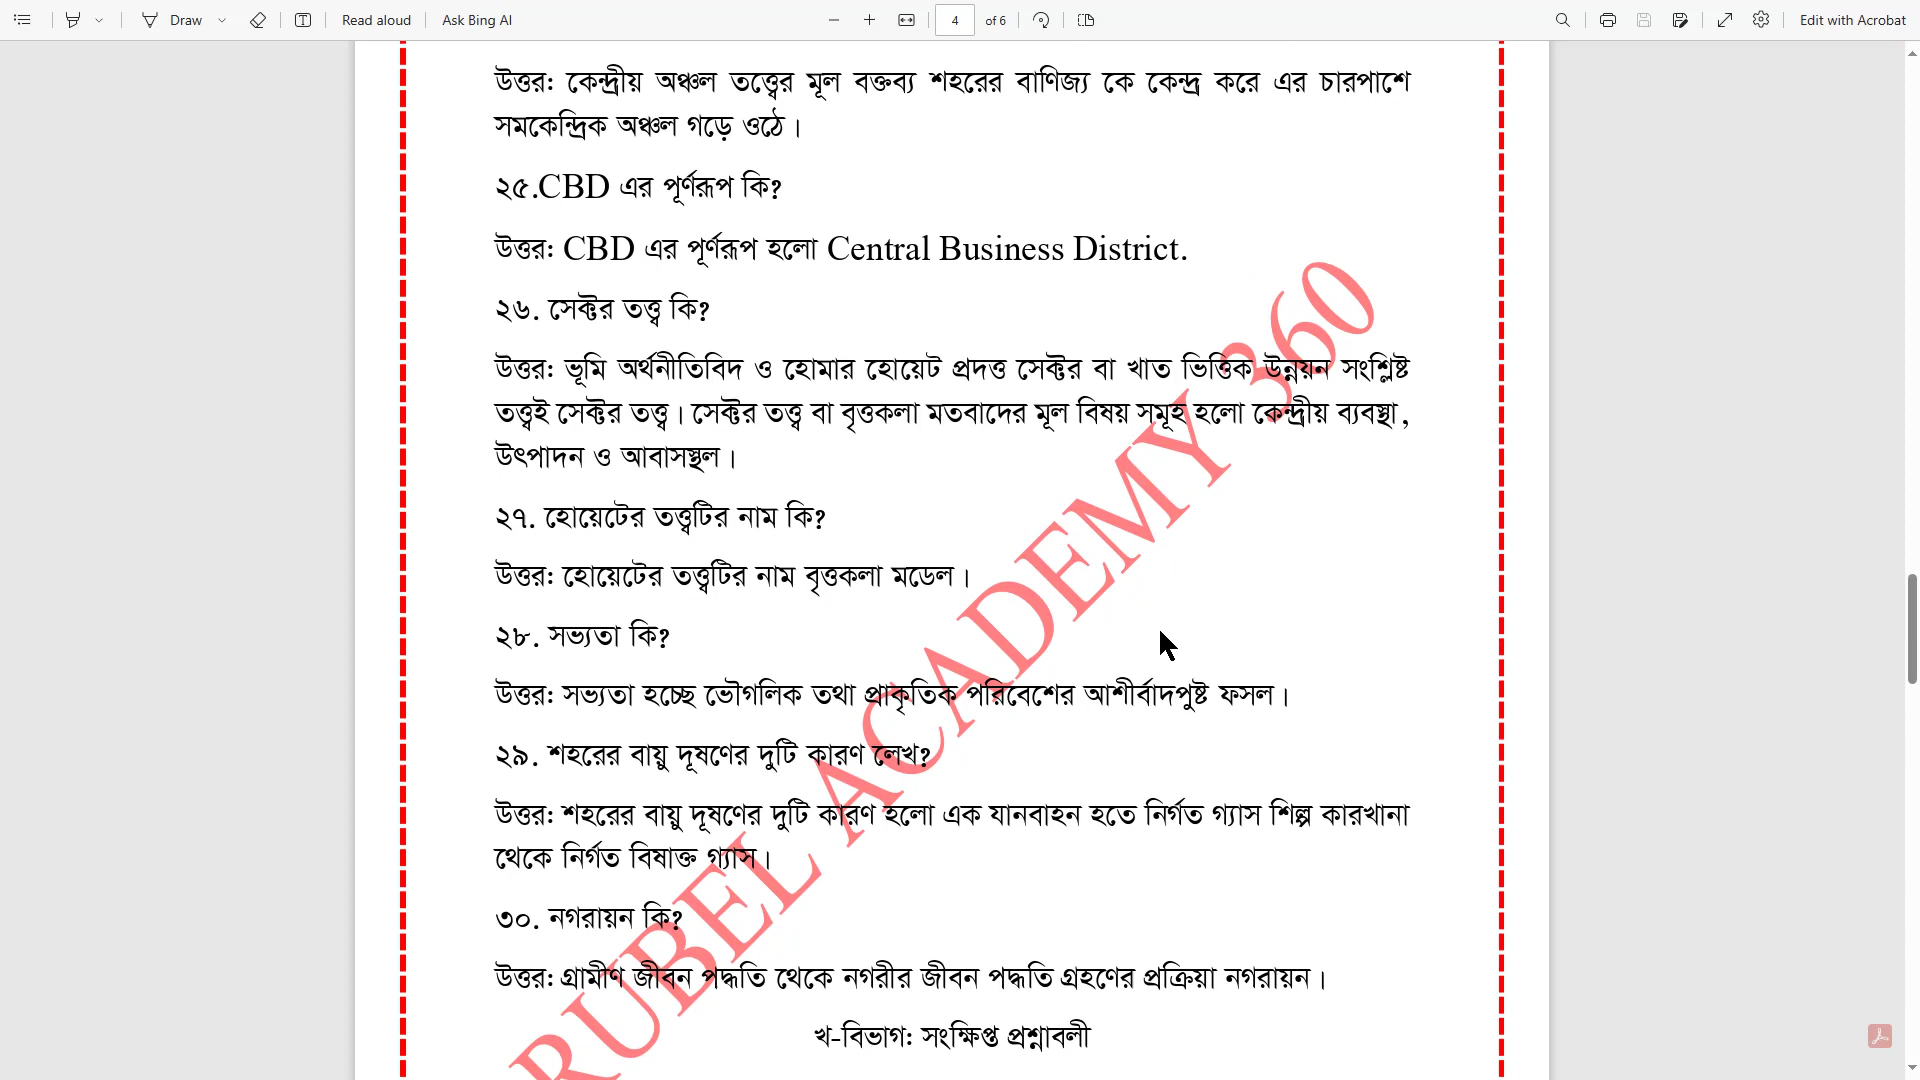 Draw Read aloud Ask Bing AI 4 of 6 Edit with Acrobat
উত্তর: কেন্দ্রীয় অঞ্চল তত্ত্বের মূল বক্তব্য শহরের বাণিজ্য কে কেন্দ্র করে এর চারপাশে
সমকেন্দ্রিক অঞ্চল গড়ে ওঠে।
২৫.CBD এর পূর্ণরূপ কি?
উত্তর: CBD এর পূর্ণরূপ হলো Central Business District.
২৬. সেক্টর তত্ত্ব কি?
উত্তর: ভূমি অর্থনীতিবিদ ও হোমার হোয়েট প্রদত্ত সেক্টর বা খাত ভিত্তিক উন্নয়ন সংশ্লিষ্ট
তত্ত্বই সেক্টর তত্ত্ব। সেক্টর তত্ত্ব বা বৃত্তকলা মতবাদের মূল বিষয় সমূহ হলো কেন্দ্রীয় ব্যবস্থা,
উৎপাদন ও আবাসস্থল।
২৭. হোয়েটের তত্ত্বটির নাম কি?
উত্তর: হোয়েটের তত্ত্বটির নাম বৃত্তকলা মডেল।
২৮. সভ্যতা কি?
উত্তর: সভ্যতা হচ্ছে ভৌগলিক তথা প্রাকৃতিক পরিবেশের আশীর্বাদপুষ্ট ফসল।
২৯. শহরের বায়ু দূষণের দুটি কারণ লেখ?
উত্তর: শহরের বায়ু দূষণের দুটি কারণ হলো এক যানবাহন হতে নির্গত গ্যাস শিল্প কারখানা
থেকে নির্গত বিষাক্ত গ্যাস।
৩০. নগরায়ন কি?
উত্তর: গ্রামীণ জীবন পদ্ধতি থেকে নগরীর জীবন পদ্ধতি গ্রহণের প্রক্রিয়া নগরায়ন।
খ-বিভাগ: সংক্ষিপ্ত প্রশ্নাবলী
RUBEL ACADEMY 360